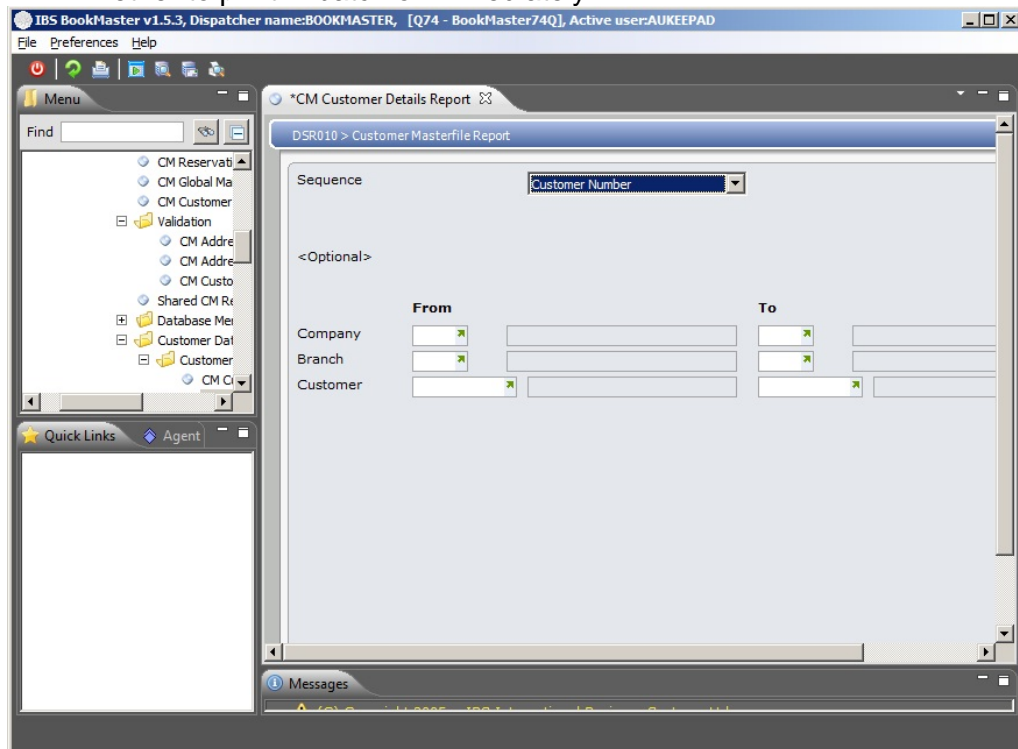 IBS BookMaster v1.5.3, Dispatcher name:BOOKMASTER, [Q74 - BookMaster74Q], Active user:AUKEEPAD
File Preferences Help
Menu
*CM Customer Details Report
Find
DSR010 > Customer Masterfile Report
CM Reservati
CM Global Ma
CM Customer
Validation
CM Addre
CM Addre
CM Custo
Shared CM Re
Database Mer
Customer Dat
Customer
CM
Sequence
Customer Number
<Optional>
From To
Company
Branch
Customer
Quick Links Agent
Messages